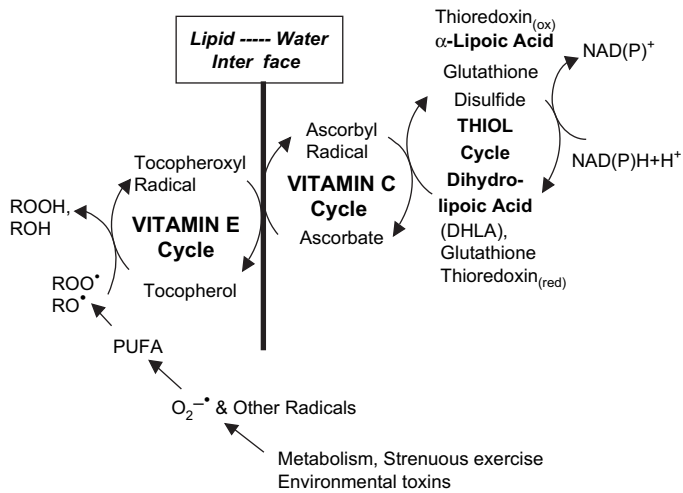 Lipid ----- Water
Inter face
Thioredoxin(ox)
α-Lipoic Acid
Glutathione
Disulfide
THIOL
Cycle
Dihydro-
lipoic Acid
(DHLA),
Glutathione
Thioredoxin(red)
NAD(P)+
NAD(P)H+H+
Ascorbyl
Radical
VITAMIN C
Cycle
Ascorbate
Tocopheroxyl
Radical
VITAMIN E
Cycle
Tocopherol
ROOH,
ROH
ROO•
RO•
PUFA
O2—• & Other Radicals
Metabolism, Strenuous exercise
Environmental toxins